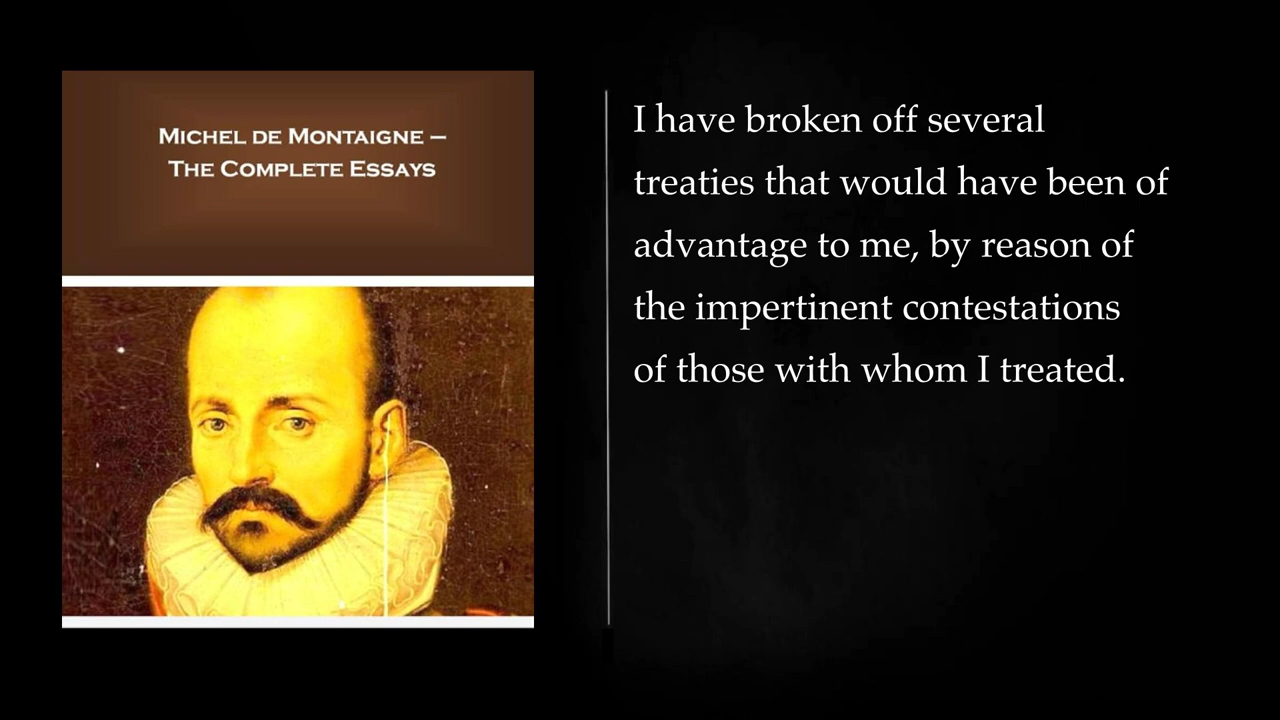 MICHEL DE MONTAIGNE –
THE COMPLETE ESSAYS
I have broken off several
treaties that would have been of
advantage to me, by reason of
the impertinent contestations
of those with whom I treated.